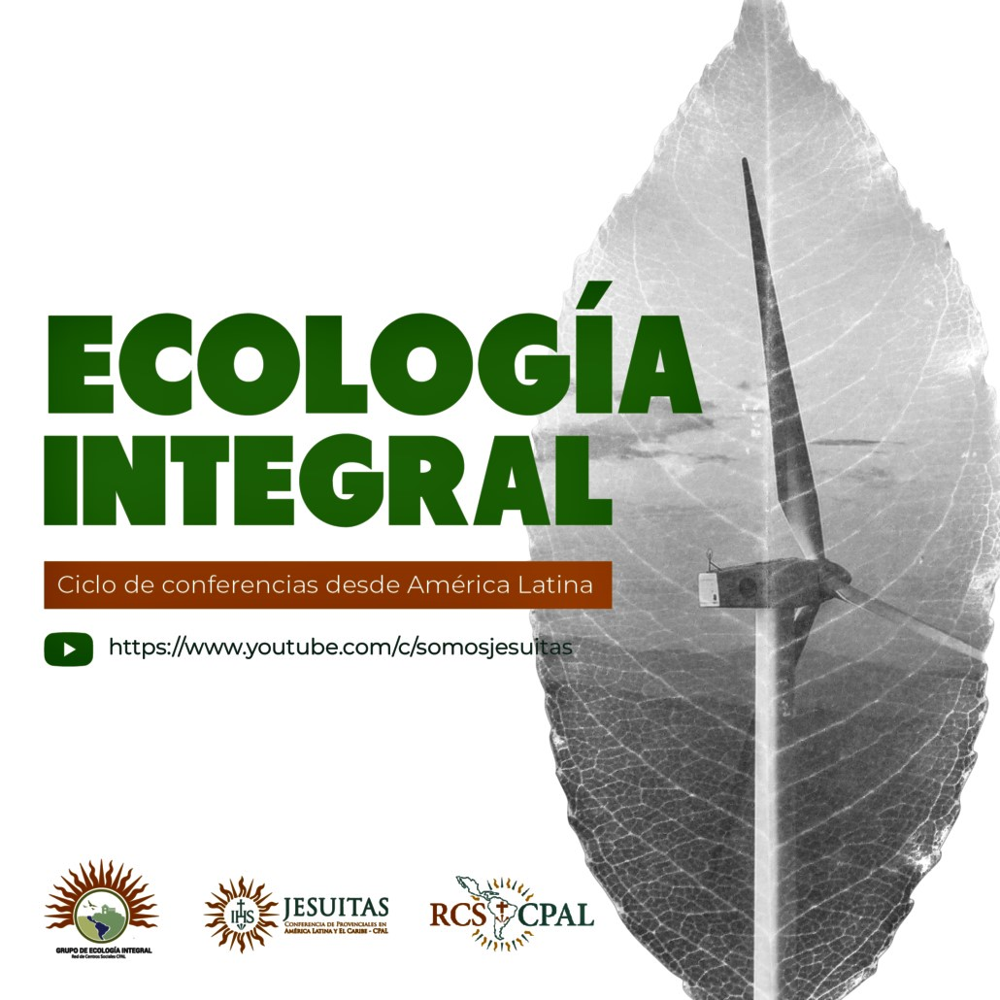 ECOLOGÍA
INTEGRAL
Ciclo de conferencias desde América Latina
https://www.youtube.com/c/somosjesuitas
GRUPO DE ECOLOGÍA INTEGRAL
Red de Centros Sociales CPAL
IHS
JESUITAS
CONFERENCIA DE PROVINCIALES EN
AMÉRICA LATINA Y EL CARIBE - CPAL
RCS CPAL